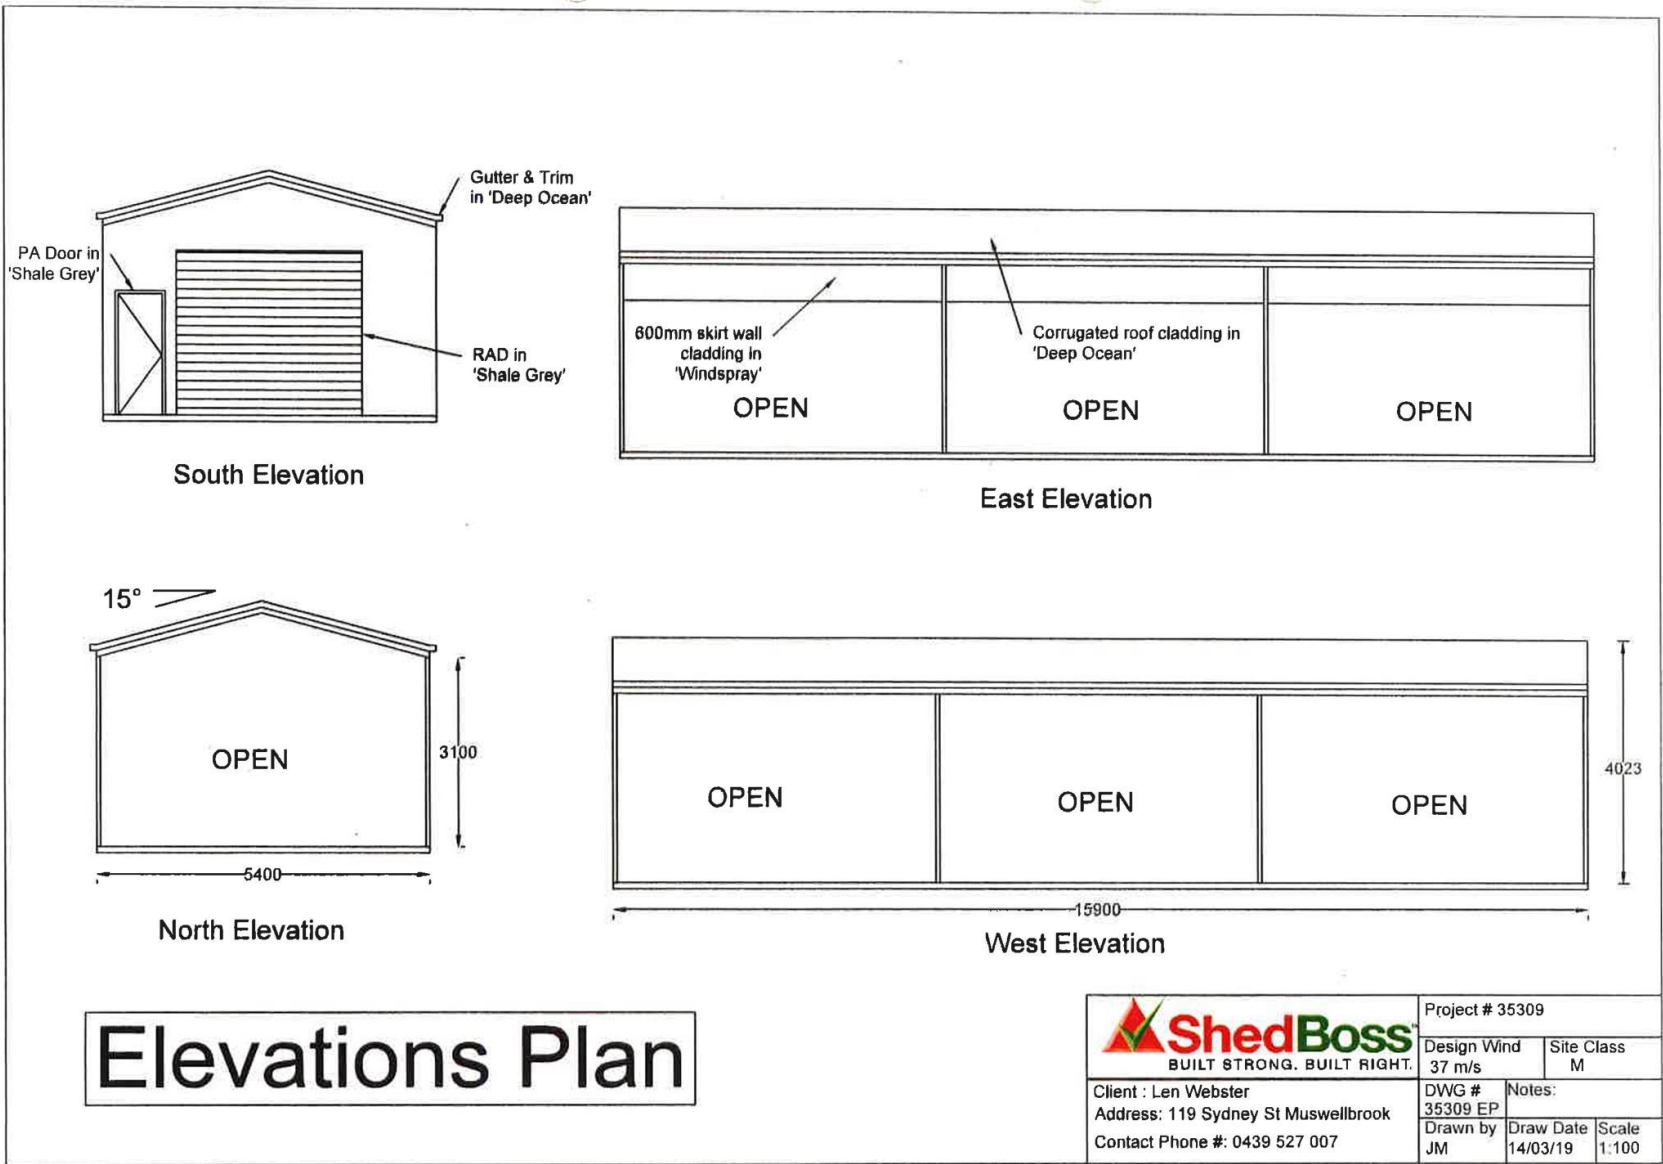 Gutter & Trim
in 'Deep Ocean'
PA Door in
'Shale Grey'
RAD in
'Shale Grey'
South Elevation
600mm skirt wall
cladding in
'Windspray'
Corrugated roof cladding in
'Deep Ocean'
OPEN
OPEN
OPEN
East Elevation
15°
OPEN
3100
5400
North Elevation
OPEN
OPEN
OPEN
4023
15900
West Elevation
Elevations Plan
ShedBoss
BUILT STRONG. BUILT RIGHT.
Client : Len Webster
Address: 119 Sydney St Muswellbrook
Contact Phone #: 0439 527 007
Project # 35309
Design Wind
37 m/s
Site Class
M
DWG #
35309 EP
Notes:
Drawn by
JM
Draw Date
14/03/19
Scale
1:100